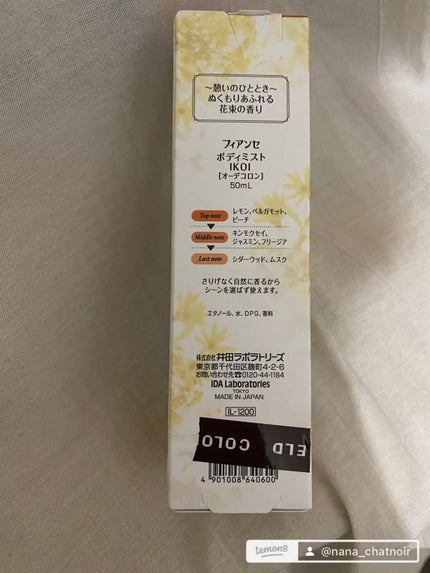 ～憩いのひととき～
ぬくもりあふれる
花束の香り
フィアンセ
ボディミスト
IKOI
[オーデコロン]
50mL
Top note レモン、ベルガモット、
ピーチ
Middle note キンモクセイ、
ジャスミン、フリージア
Last note シダーウッド、ムスク
さりげなく自然に香るから
シーンを選ばず使えます。
エタノール、水、DPG、香料
株式会社 井田ラボラトリーズ
東京都千代田区麹町4-2-6
お問い合わせ先☎0120-44-1184
IDA Laboratories
TOKYO
MADE IN JAPAN
IL-1200
ELD COLO
4 901008 640600
lemon8 @nana_chatnoir